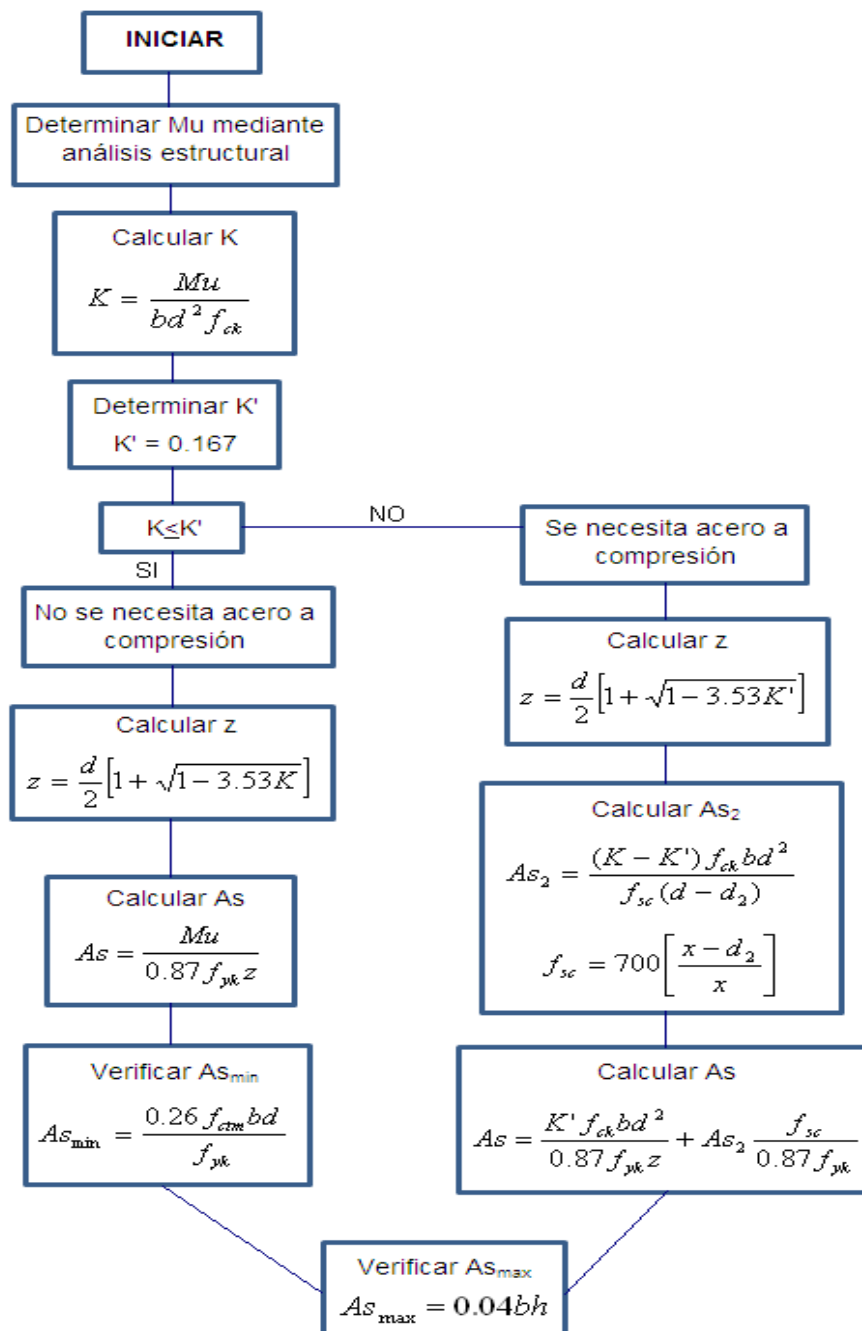 INICIAR
Determinar Mu mediante
análisis estructural
Calcular K
K = Mu / bd² f_ck
Determinar K'
K' = 0.167
K≤K'
NO
SI
No se necesita acero a
compresión
Calcular z
z = d/2 [1 + √(1 − 3.53K)]
Calcular As
As = Mu / 0.87 f_yk z
Verificar As_min
As_min = 0.26 f_ctm bd / f_yk
Se necesita acero a
compresión
Calcular z
z = d/2 [1 + √(1 − 3.53K')]
Calcular As₂
As₂ = (K − K') f_ck bd² / f_sc (d − d₂)
f_sc = 700 [x − d₂ / x]
Calcular As
As = K' f_ck bd² / 0.87 f_yk z + As₂ f_sc / 0.87 f_yk
Verificar As_max
As_max = 0.04bh